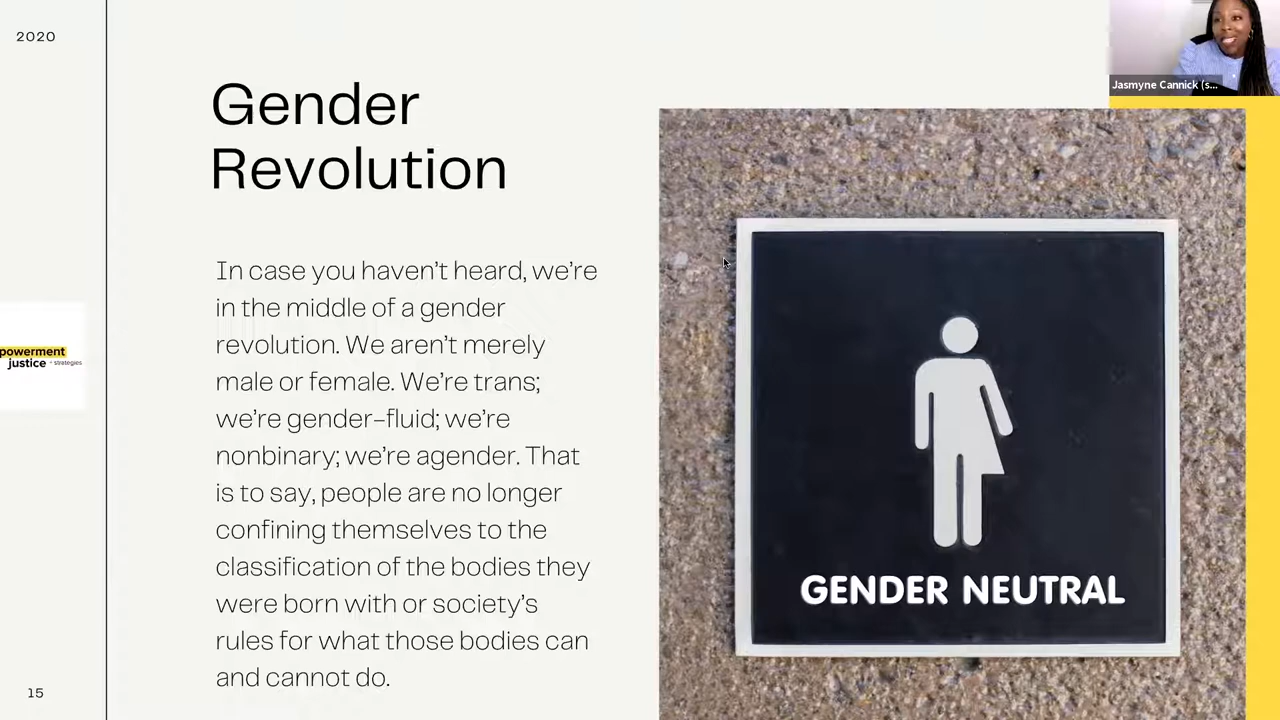 2020
Gender
Revolution
In case you haven't heard, we're
in the middle of a gender
revolution. We aren't merely
male or female. We're trans;
we're gender-fluid; we're
nonbinary; we're agender. That
is to say, people are no longer
confining themselves to the
classification of the bodies they
were born with or society's
rules for what those bodies can
and cannot do.
15
powerment
justice + strategies
Jasmyne Cannick (s...
GENDER NEUTRAL